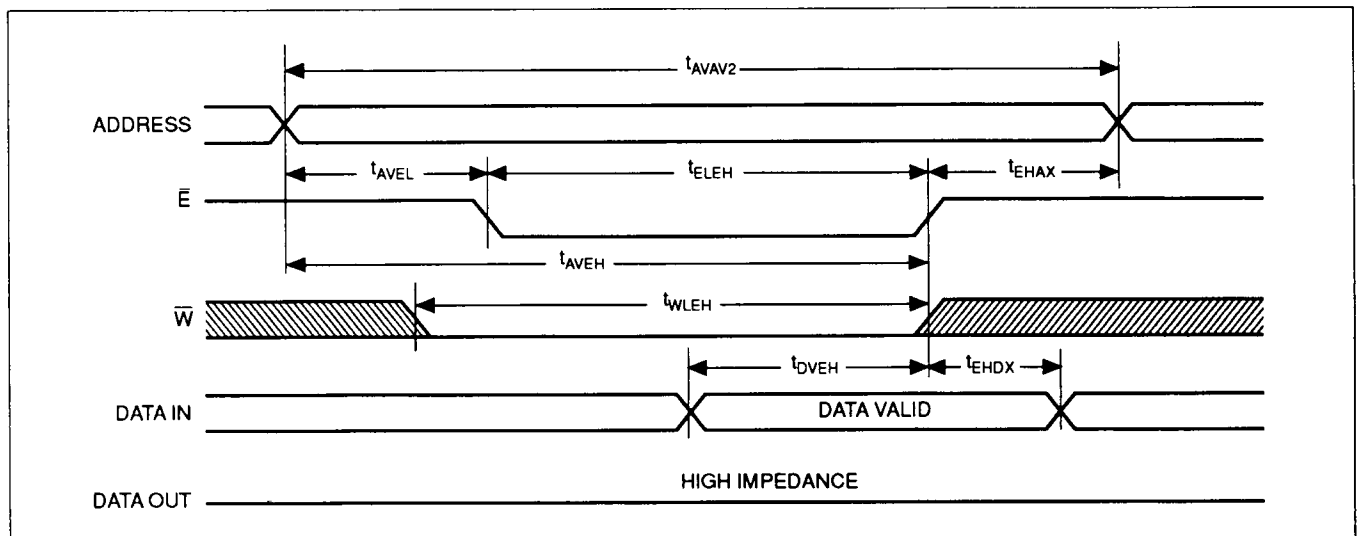 tAVAV2
ADDRESS
tAVEL
tELEH
tEHAX
E̅
tAVEH
W̅
tWLEH
tDVEH
tEHDX
DATA IN
DATA VALID
DATA OUT
HIGH IMPEDANCE